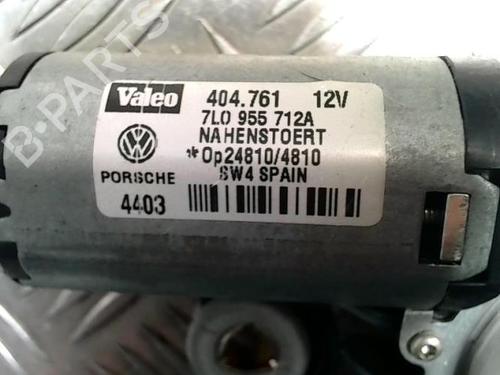 Valeo 404.761 12V
7L0 955 712A
NAHENSTOERT
*Op24810/4810
PORSCHE SW4 SPAIN
4403
B-PARTS